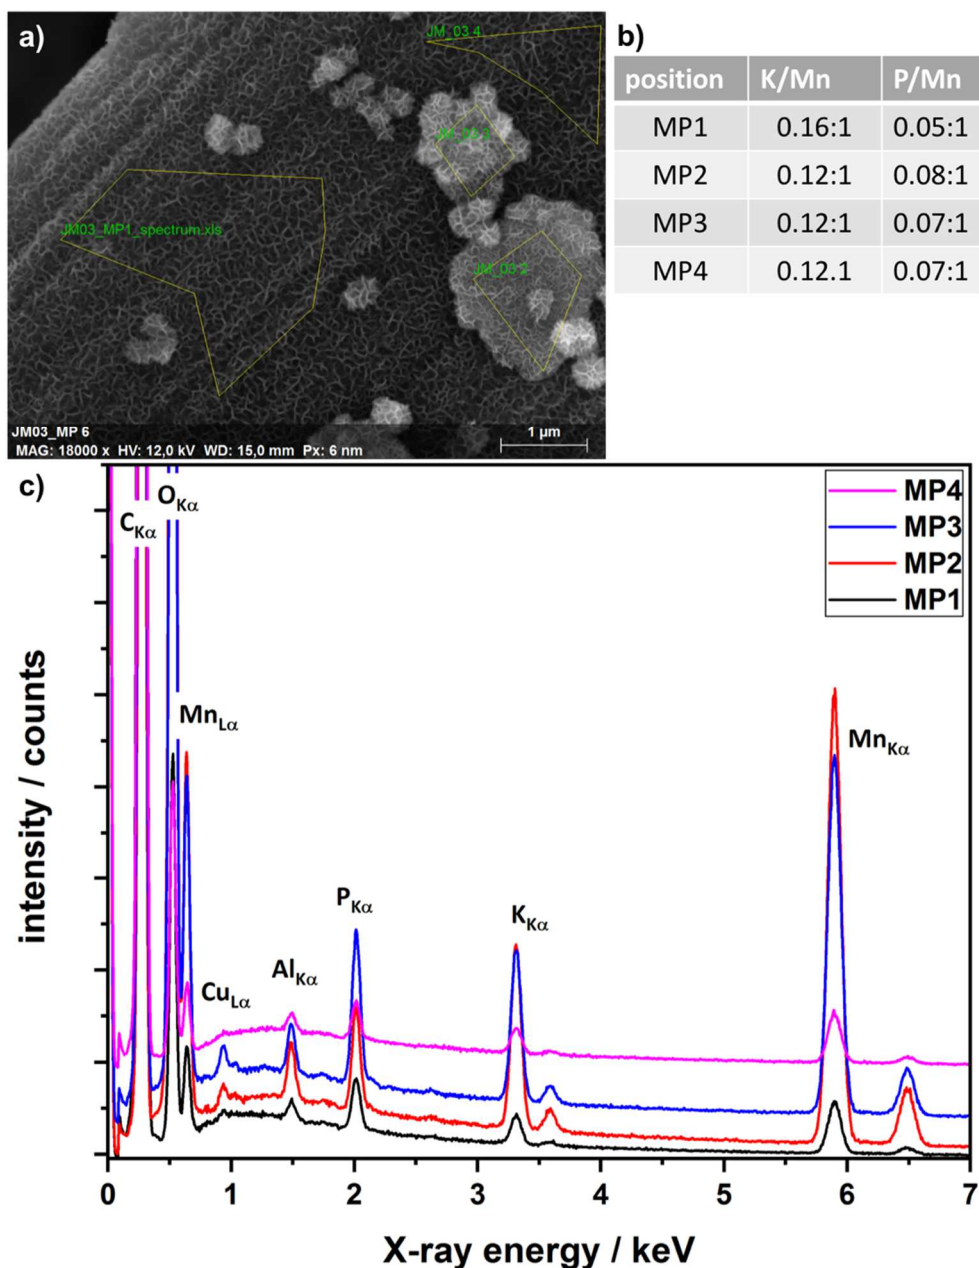 a)
JM_03 4
JM_03 3
JM03_MP1_spectrum.xls
JM_03 2
JM03_MP 6
MAG: 18000 x HV: 12,0 kV WD: 15,0 mm Px: 6 nm
1 µm
b)
position K/Mn P/Mn
MP1 0.16:1 0.05:1
MP2 0.12:1 0.08:1
MP3 0.12:1 0.07:1
MP4 0.12.1 0.07:1
c)
OKα
CKα
MnLα
CuLα
AlKα
PKα
KKα
MnKα
MP4
MP3
MP2
MP1
intensity / counts
0 1 2 3 4 5 6 7
X-ray energy / keV